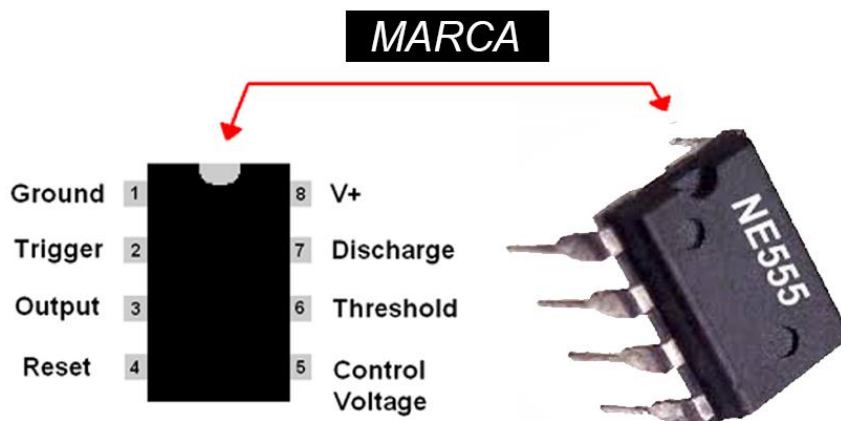 MARCA
Ground 1
8 V+
Trigger 2
7 Discharge
Output 3
6 Threshold
Reset 4
5 Control
Voltage
NE555